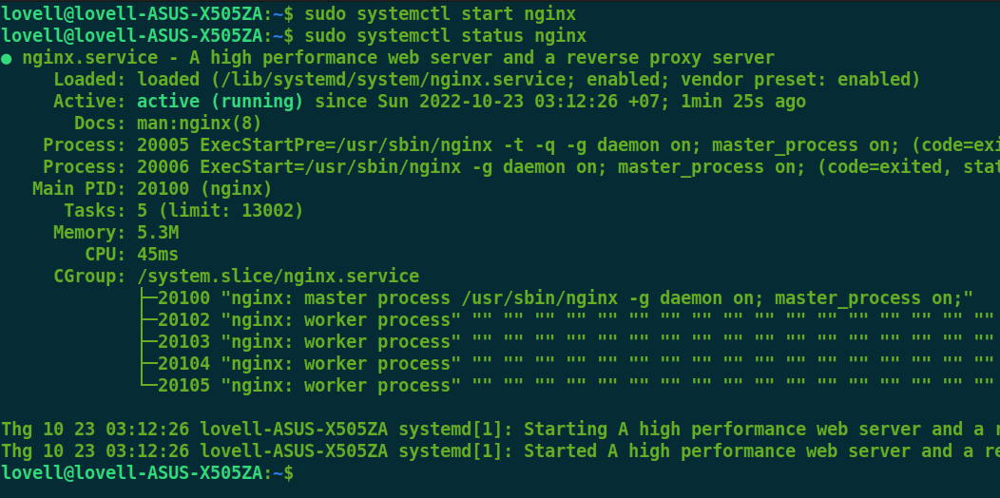 lovell@lovell-ASUS-X505ZA:~$ sudo systemctl start nginx
lovell@lovell-ASUS-X505ZA:~$ sudo systemctl status nginx
● nginx.service - A high performance web server and a reverse proxy server
     Loaded: loaded (/lib/systemd/system/nginx.service; enabled; vendor preset: enabled)
     Active: active (running) since Sun 2022-10-23 03:12:26 +07; 1min 25s ago
       Docs: man:nginx(8)
    Process: 20005 ExecStartPre=/usr/sbin/nginx -t -q -g daemon on; master_process on; (code=exi
    Process: 20006 ExecStart=/usr/sbin/nginx -g daemon on; master_process on; (code=exited, stat
   Main PID: 20100 (nginx)
      Tasks: 5 (limit: 13002)
     Memory: 5.3M
        CPU: 45ms
     CGroup: /system.slice/nginx.service
             ├─20100 "nginx: master process /usr/sbin/nginx -g daemon on; master_process on;"
             ├─20102 "nginx: worker process" "" "" "" "" "" "" "" "" "" "" "" "" "" "" "" "" ""
             ├─20103 "nginx: worker process" "" "" "" "" "" "" "" "" "" "" "" "" "" "" "" "" ""
             ├─20104 "nginx: worker process" "" "" "" "" "" "" "" "" "" "" "" "" "" "" "" "" ""
             └─20105 "nginx: worker process" "" "" "" "" "" "" "" "" "" "" "" "" "" "" "" "" ""
Thg 10 23 03:12:26 lovell-ASUS-X505ZA systemd[1]: Starting A high performance web server and a r
Thg 10 23 03:12:26 lovell-ASUS-X505ZA systemd[1]: Started A high performance web server and a re
lovell@lovell-ASUS-X505ZA:~$